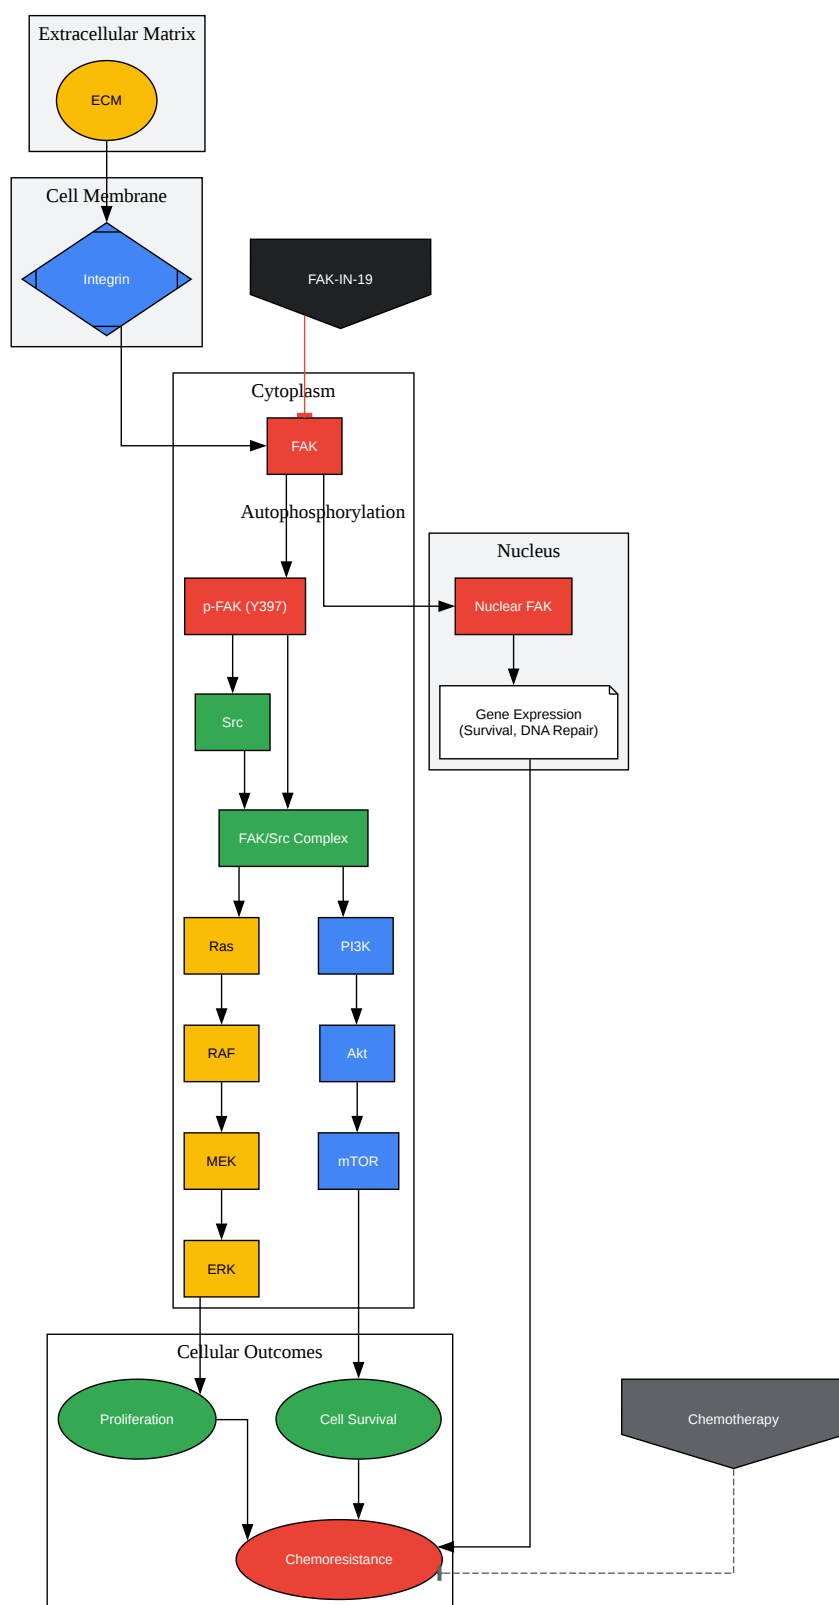 Extracellular Matrix
ECM
Cell Membrane
Integrin
FAK-IN-19
Cytoplasm
FAK
Autophosphorylation
Nucleus
p-FAK (Y397)
Nuclear FAK
Src
Gene Expression
(Survival, DNA Repair)
FAK/Src Complex
Ras
PI3K
RAF
Akt
MEK
mTOR
ERK
Cellular Outcomes
Proliferation
Cell Survival
Chemotherapy
Chemoresistance